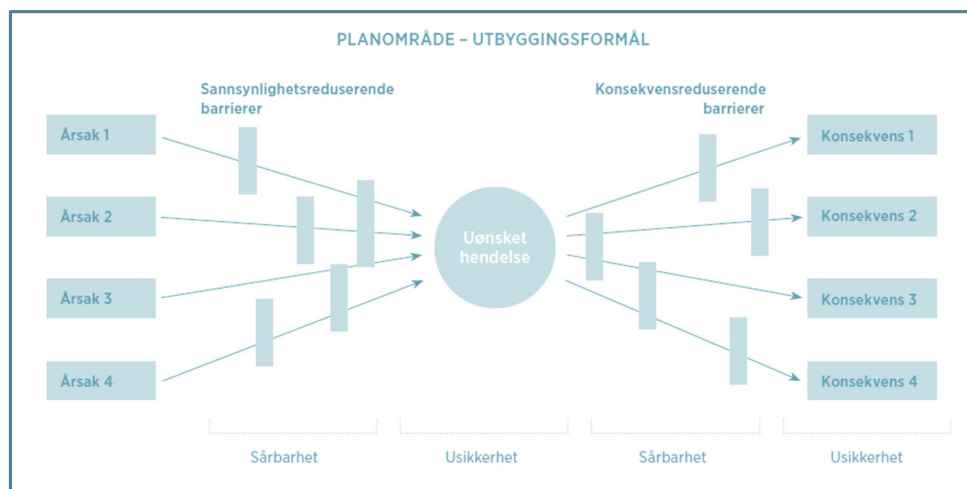 PLANOMRÅDE – UTBYGGINGSFORMÅL
Sannsynlighetsreduserende
barrierer
Konsekvensreduserende
barrierer
Årsak 1
Årsak 2
Årsak 3
Årsak 4
Uønsket
hendelse
Konsekvens 1
Konsekvens 2
Konsekvens 3
Konsekvens 4
Sårbarhet
Usikkerhet
Sårbarhet
Usikkerhet